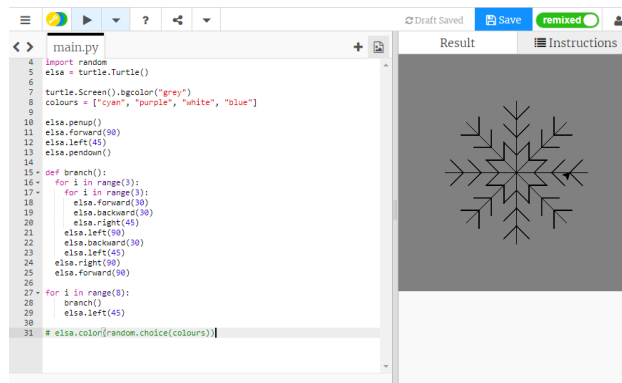 ? Draft Saved Save remixed
< > main.py + Result Instructions
4 import random
5 elsa = turtle.Turtle()
6
7 turtle.Screen().bgcolor("grey")
8 colours = ["cyan", "purple", "white", "blue"]
9
10 elsa.penup()
11 elsa.forward(90)
12 elsa.left(45)
13 elsa.pendown()
14
15 def branch():
16 for i in range(3):
17 for i in range(3):
18 elsa.forward(30)
19 elsa.backward(30)
20 elsa.right(45)
21 elsa.left(90)
22 elsa.backward(30)
23 elsa.left(45)
24 elsa.right(90)
25 elsa.forward(90)
26
27 for i in range(8):
28 branch()
29 elsa.left(45)
30
31 # elsa.color(random.choice(colours))